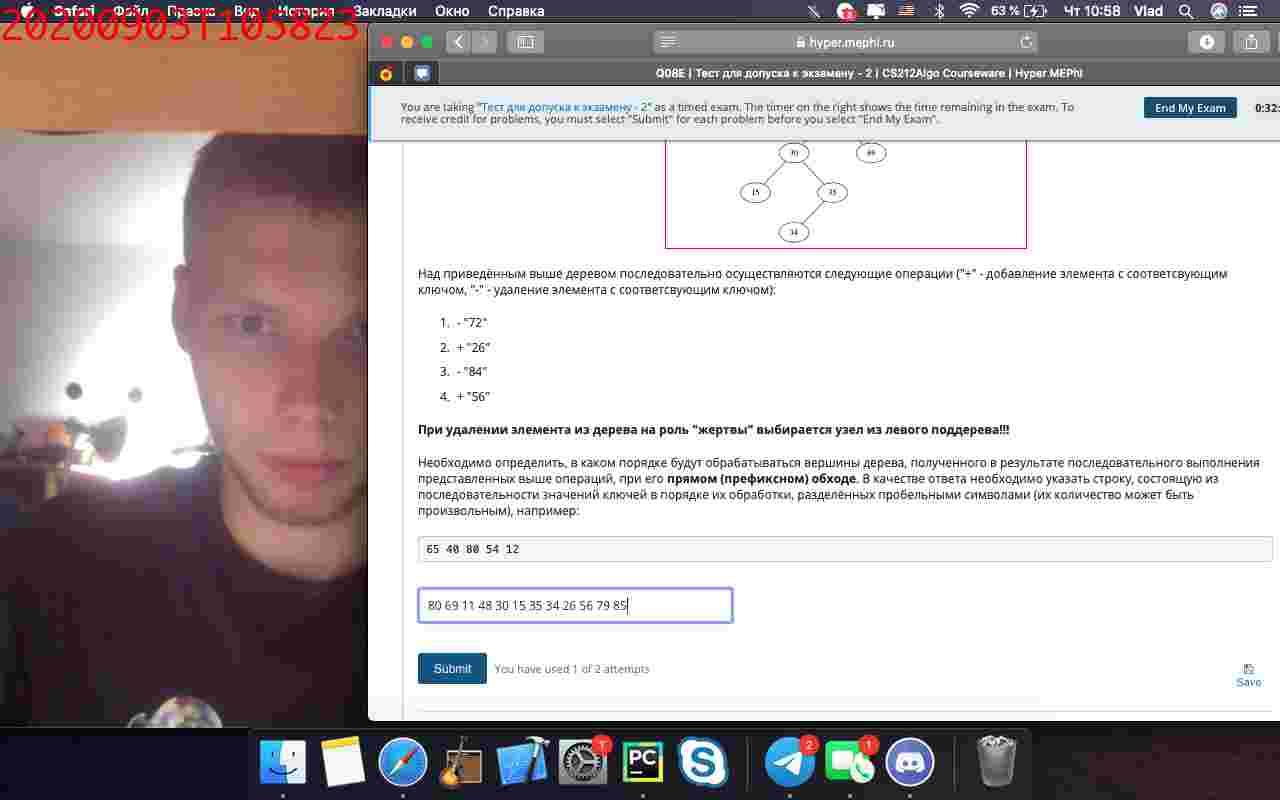 Safari Файл Правка Вид История Закладки Окно Справка 63 % Чт 10:58 Vlad
20200903T105823
hyper.mephi.ru
Q08E | Тест для допуска к экзамену - 2 | CS212Algo Courseware | Hyper.MEPhI
You are taking "Тест для допуска к экзамену - 2" as a timed exam. The timer on the right shows the time remaining in the exam. To
receive credit for problems, you must select "Submit" for each problem before you select "End My Exam".
End My Exam
0:32:
30
69
15
35
34
Над приведённым выше деревом последовательно осуществляются следующие операции ("+" - добавление элемента с соответсвующим
ключом, "-" - удаление элемента с соответсвующим ключом):
1. - "72"
2. + "26"
3. - "84"
4. + "56"
При удалении элемента из дерева на роль "жертвы" выбирается узел из левого поддерева!!!
Необходимо определить, в каком порядке будут обрабатываться вершины дерева, полученного в результате последовательного выполнения
представленных выше операций, при его прямом (префиксном) обходе. В качестве ответа необходимо указать строку, состоящую из
последовательности значений ключей в порядке их обработки, разделённых пробельными символами (их количество может быть
произвольным), например:
65 40 80 54 12
80 69 11 48 30 15 35 34 26 56 79 85
Submit
You have used 1 of 2 attempts
Save
1
PC
2
1